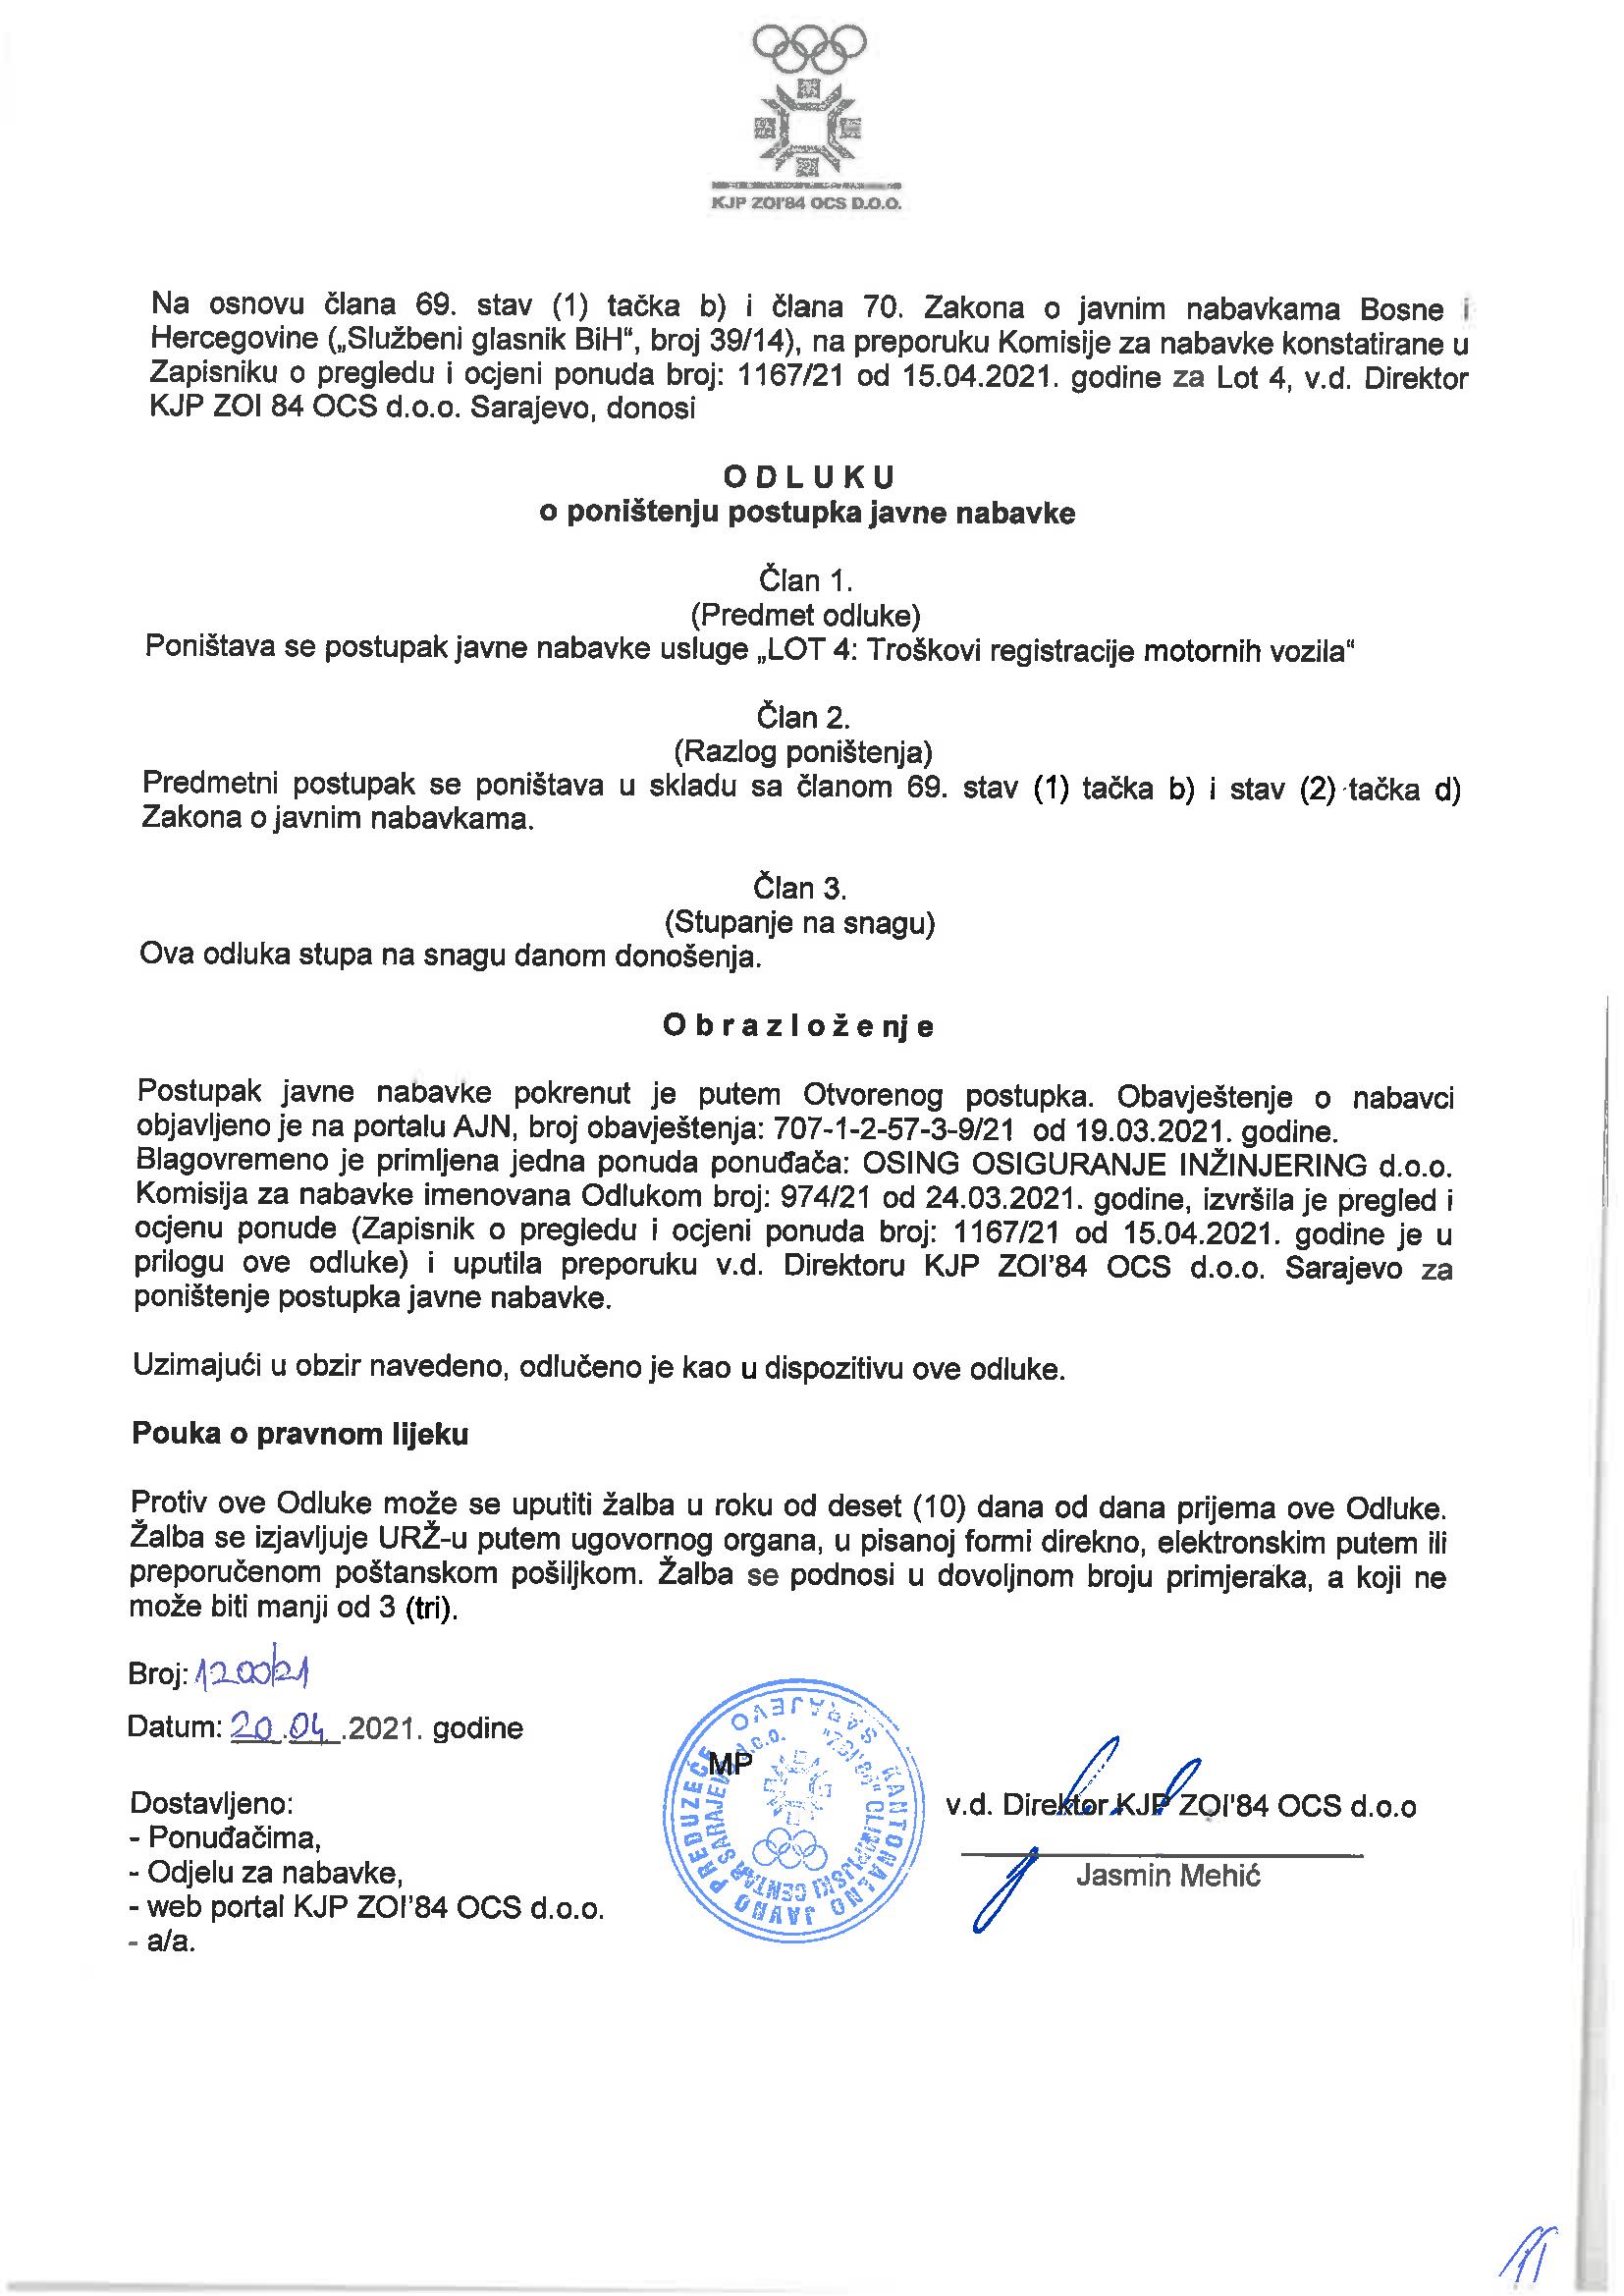 KJP ZOI'84 OCS D.O.O.
Na osnovu člana 69. stav (1) tačka b) i člana 70. Zakona o javnim nabavkama Bosne i
Hercegovine („Službeni glasnik BiH“, broj 39/14), na preporuku Komisije za nabavke konstatirane u
Zapisniku o pregledu i ocjeni ponuda broj: 1167/21 od 15.04.2021. godine za Lot 4, v.d. Direktor
KJP ZOI 84 OCS d.o.o. Sarajevo, donosi
O D L U K U
o poništenju postupka javne nabavke
Član 1.
(Predmet odluke)
Poništava se postupak javne nabavke usluge „LOT 4: Troškovi registracije motornih vozila“
Član 2.
(Razlog poništenja)
Predmetni postupak se poništava u skladu sa članom 69. stav (1) tačka b) i stav (2) tačka d)
Zakona o javnim nabavkama.
Član 3.
(Stupanje na snagu)
Ova odluka stupa na snagu danom donošenja.
O b r a z l o ž e nj e
Postupak javne nabavke pokrenut je putem Otvorenog postupka. Obavještenje o nabavci
objavljeno je na portalu AJN, broj obavještenja: 707-1-2-57-3-9/21 od 19.03.2021. godine.
Blagovremeno je primljena jedna ponuda ponuđača: OSING OSIGURANJE INŽINJERING d.o.o.
Komisija za nabavke imenovana Odlukom broj: 974/21 od 24.03.2021. godine, izvršila je pregled i
ocjenu ponude (Zapisnik o pregledu i ocjeni ponuda broj: 1167/21 od 15.04.2021. godine je u
prilogu ove odluke) i uputila preporuku v.d. Direktoru KJP ZOI'84 OCS d.o.o. Sarajevo za
poništenje postupka javne nabavke.
Uzimajući u obzir navedeno, odlučeno je kao u dispozitivu ove odluke.
Pouka o pravnom lijeku
Protiv ove Odluke može se uputiti žalba u roku od deset (10) dana od dana prijema ove Odluke.
Žalba se izjavljuje URŽ-u putem ugovornog organa, u pisanoj formi direkno, elektronskim putem ili
preporučenom poštanskom pošiljkom. Žalba se podnosi u dovoljnom broju primjeraka, a koji ne
može biti manji od 3 (tri).
Broj: 1200/21
Datum: 20.04.2021. godine
MP
KANTONALNO JAVNO PREDUZEĆE SARAJEVO
"ZOI'84" OLIMPIJSKI CENTAR SARAJEVO d.o.o.
Dostavljeno:
- Ponuđačima,
- Odjelu za nabavke,
- web portal KJP ZOI'84 OCS d.o.o.
- a/a.
v.d. Direktor KJP ZOI'84 OCS d.o.o
Jasmin Mehić